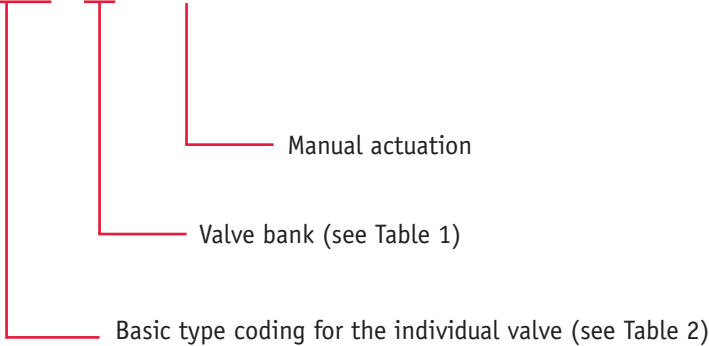 Manual actuation
Valve bank (see Table 1)
Basic type coding for the individual valve (see Table 2)